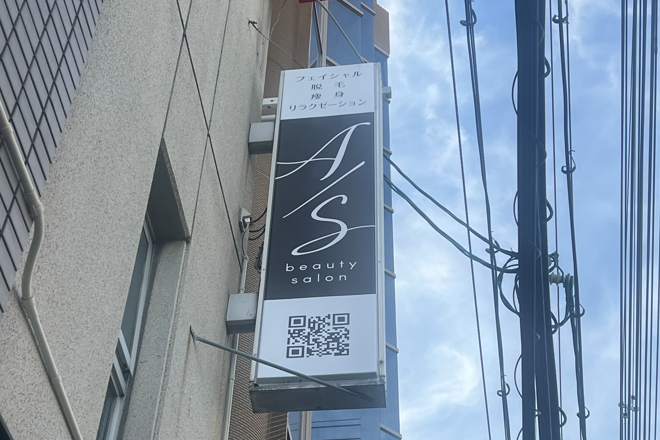 フェイシャル
脱毛
痩身
リラクゼーション
A/S
beauty
salon